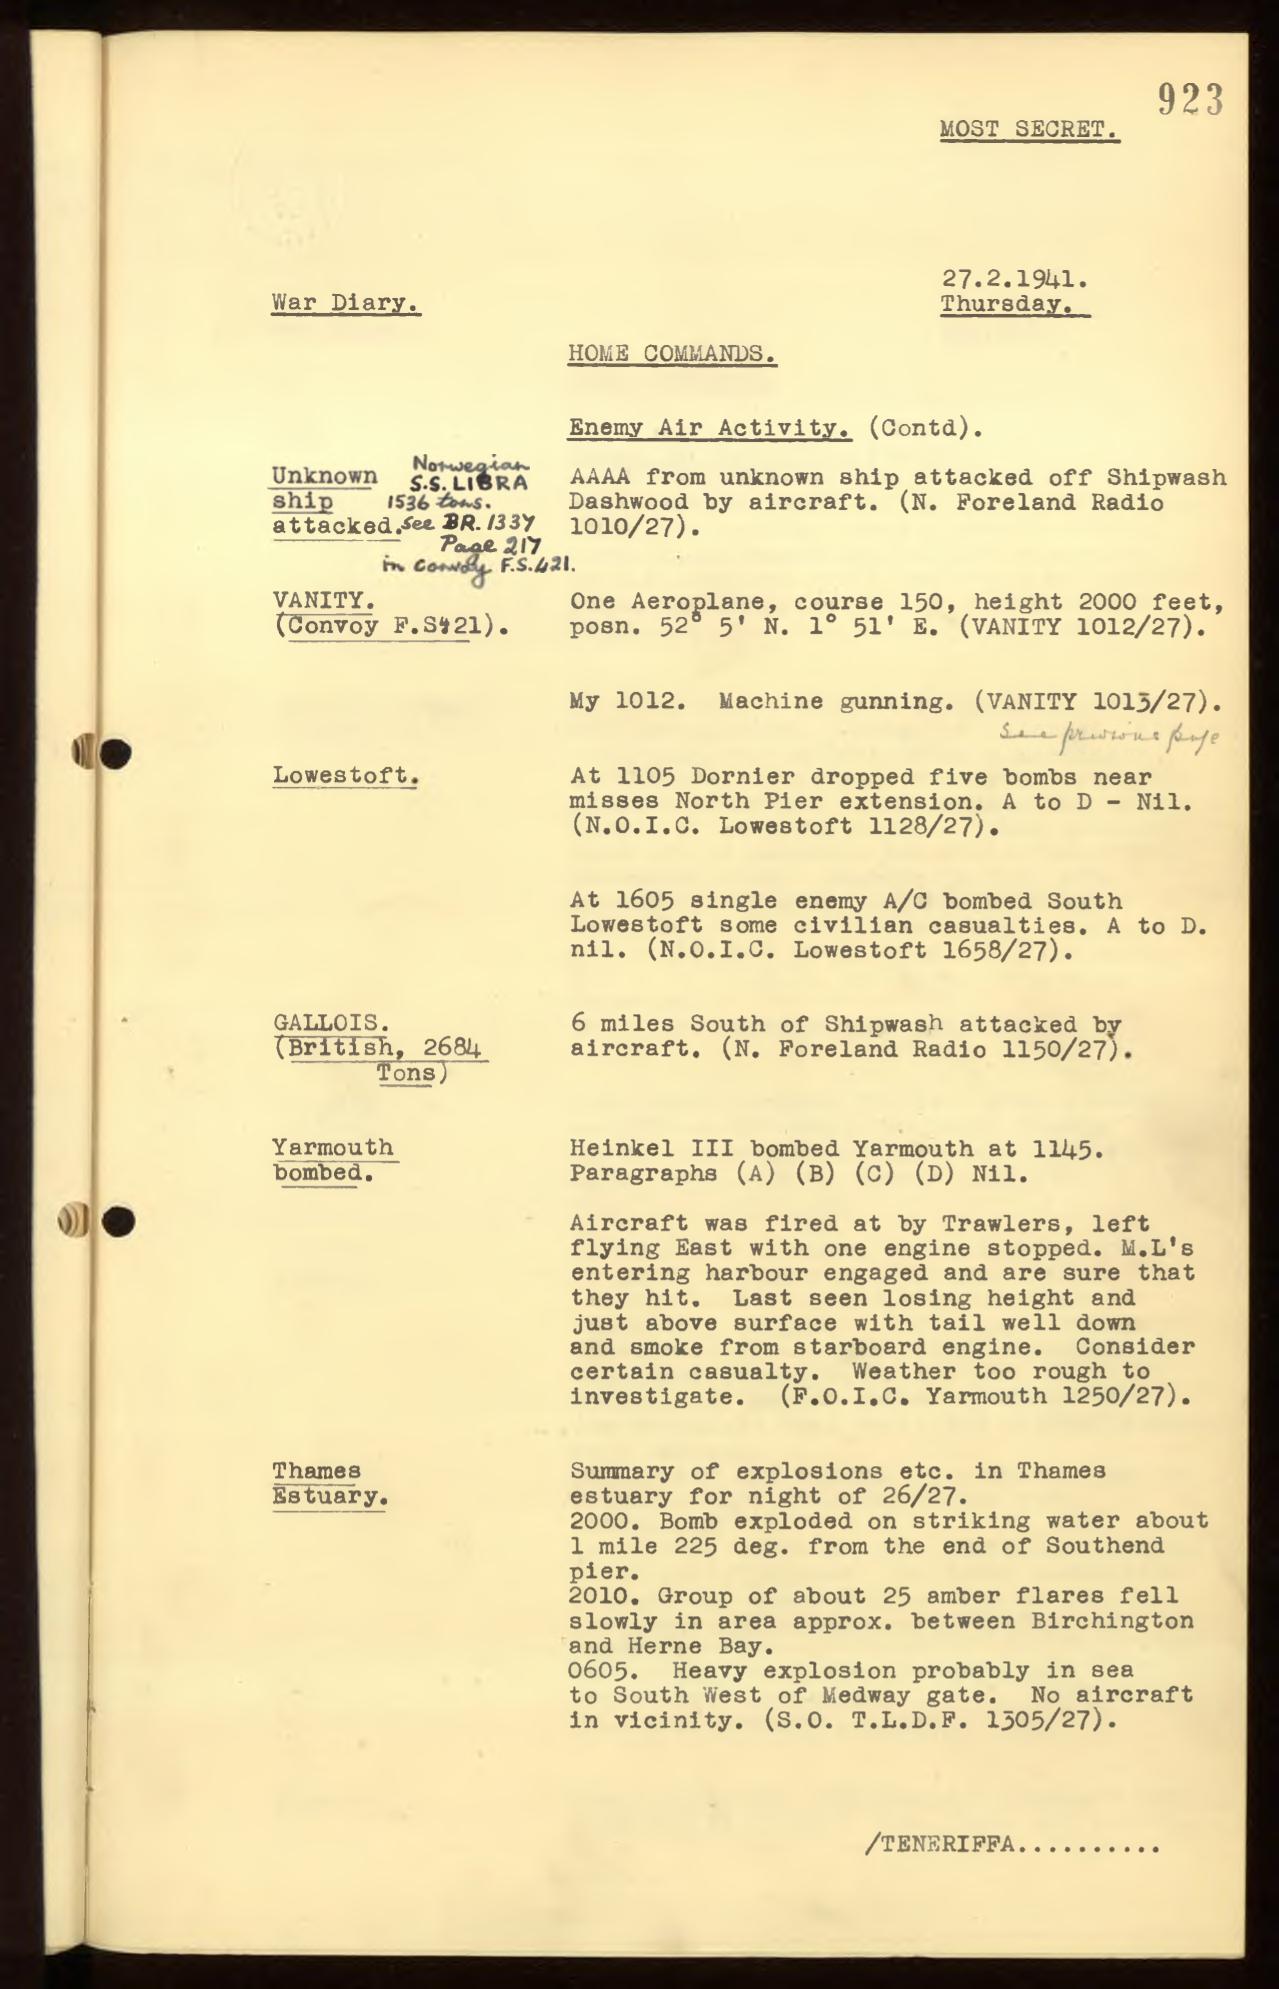 923
MOST SECRET.
27.2.1941.
War Diary.
Thursday.
HOME COMMANDS.
Enemy Air Activity. (Contd).
Unknown
ship
attacked.
Norwegian
S.S. LIBRA
1536 tons.
see BR. 1337
Page 217
in convoy F.S.421.
AAAA from unknown ship attacked off Shipwash
Dashwood by aircraft. (N. Foreland Radio
1010/27).
VANITY.
(Convoy F.S421).
One Aeroplane, course 150, height 2000 feet,
posn. 52° 5' N. 1° 51' E. (VANITY 1012/27).
My 1012. Machine gunning. (VANITY 1013/27).
See previous page
Lowestoft.
At 1105 Dornier dropped five bombs near
misses North Pier extension. A to D - Nil.
(N.O.I.C. Lowestoft 1128/27).
At 1605 single enemy A/C bombed South
Lowestoft some civilian casualties. A to D.
nil. (N.O.I.C. Lowestoft 1658/27).
GALLOIS.
(British, 2684
Tons)
6 miles South of Shipwash attacked by
aircraft. (N. Foreland Radio 1150/27).
Yarmouth
bombed.
Heinkel III bombed Yarmouth at 1145.
Paragraphs (A) (B) (C) (D) Nil.
Aircraft was fired at by Trawlers, left
flying East with one engine stopped. M.L's
entering harbour engaged and are sure that
they hit. Last seen losing height and
just above surface with tail well down
and smoke from starboard engine. Consider
certain casualty. Weather too rough to
investigate. (F.O.I.C. Yarmouth 1250/27).
Thames
Estuary.
Summary of explosions etc. in Thames
estuary for night of 26/27.
2000. Bomb exploded on striking water about
1 mile 225 deg. from the end of Southend
pier.
2010. Group of about 25 amber flares fell
slowly in area approx. between Birchington
and Herne Bay.
0605. Heavy explosion probably in sea
to South West of Medway gate. No aircraft
in vicinity. (S.O. T.L.D.F. 1305/27).
/TENERIFFA..........